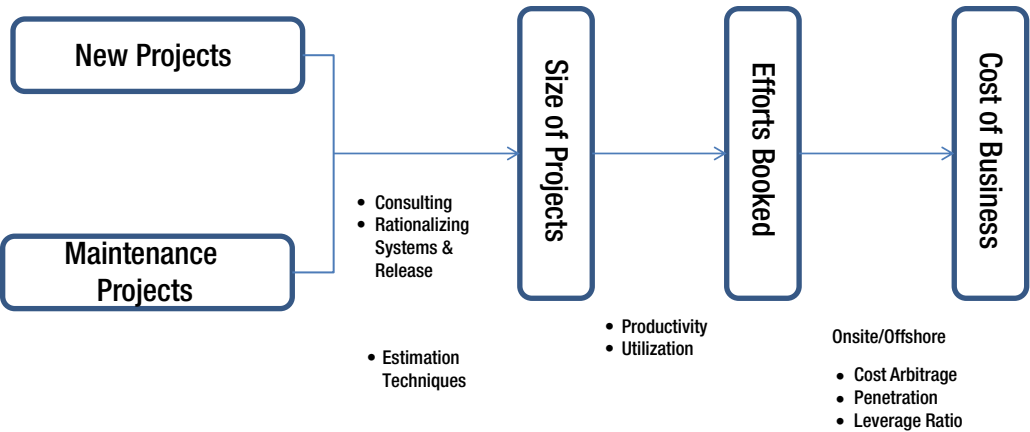 New Projects
Maintenance
Projects
• Consulting
• Rationalizing
Systems &
Release
• Estimation
Techniques
Size of Projects
• Productivity
• Utilization
Efforts Booked
Onsite/Offshore
• Cost Arbitrage
• Penetration
• Leverage Ratio
Cost of Business